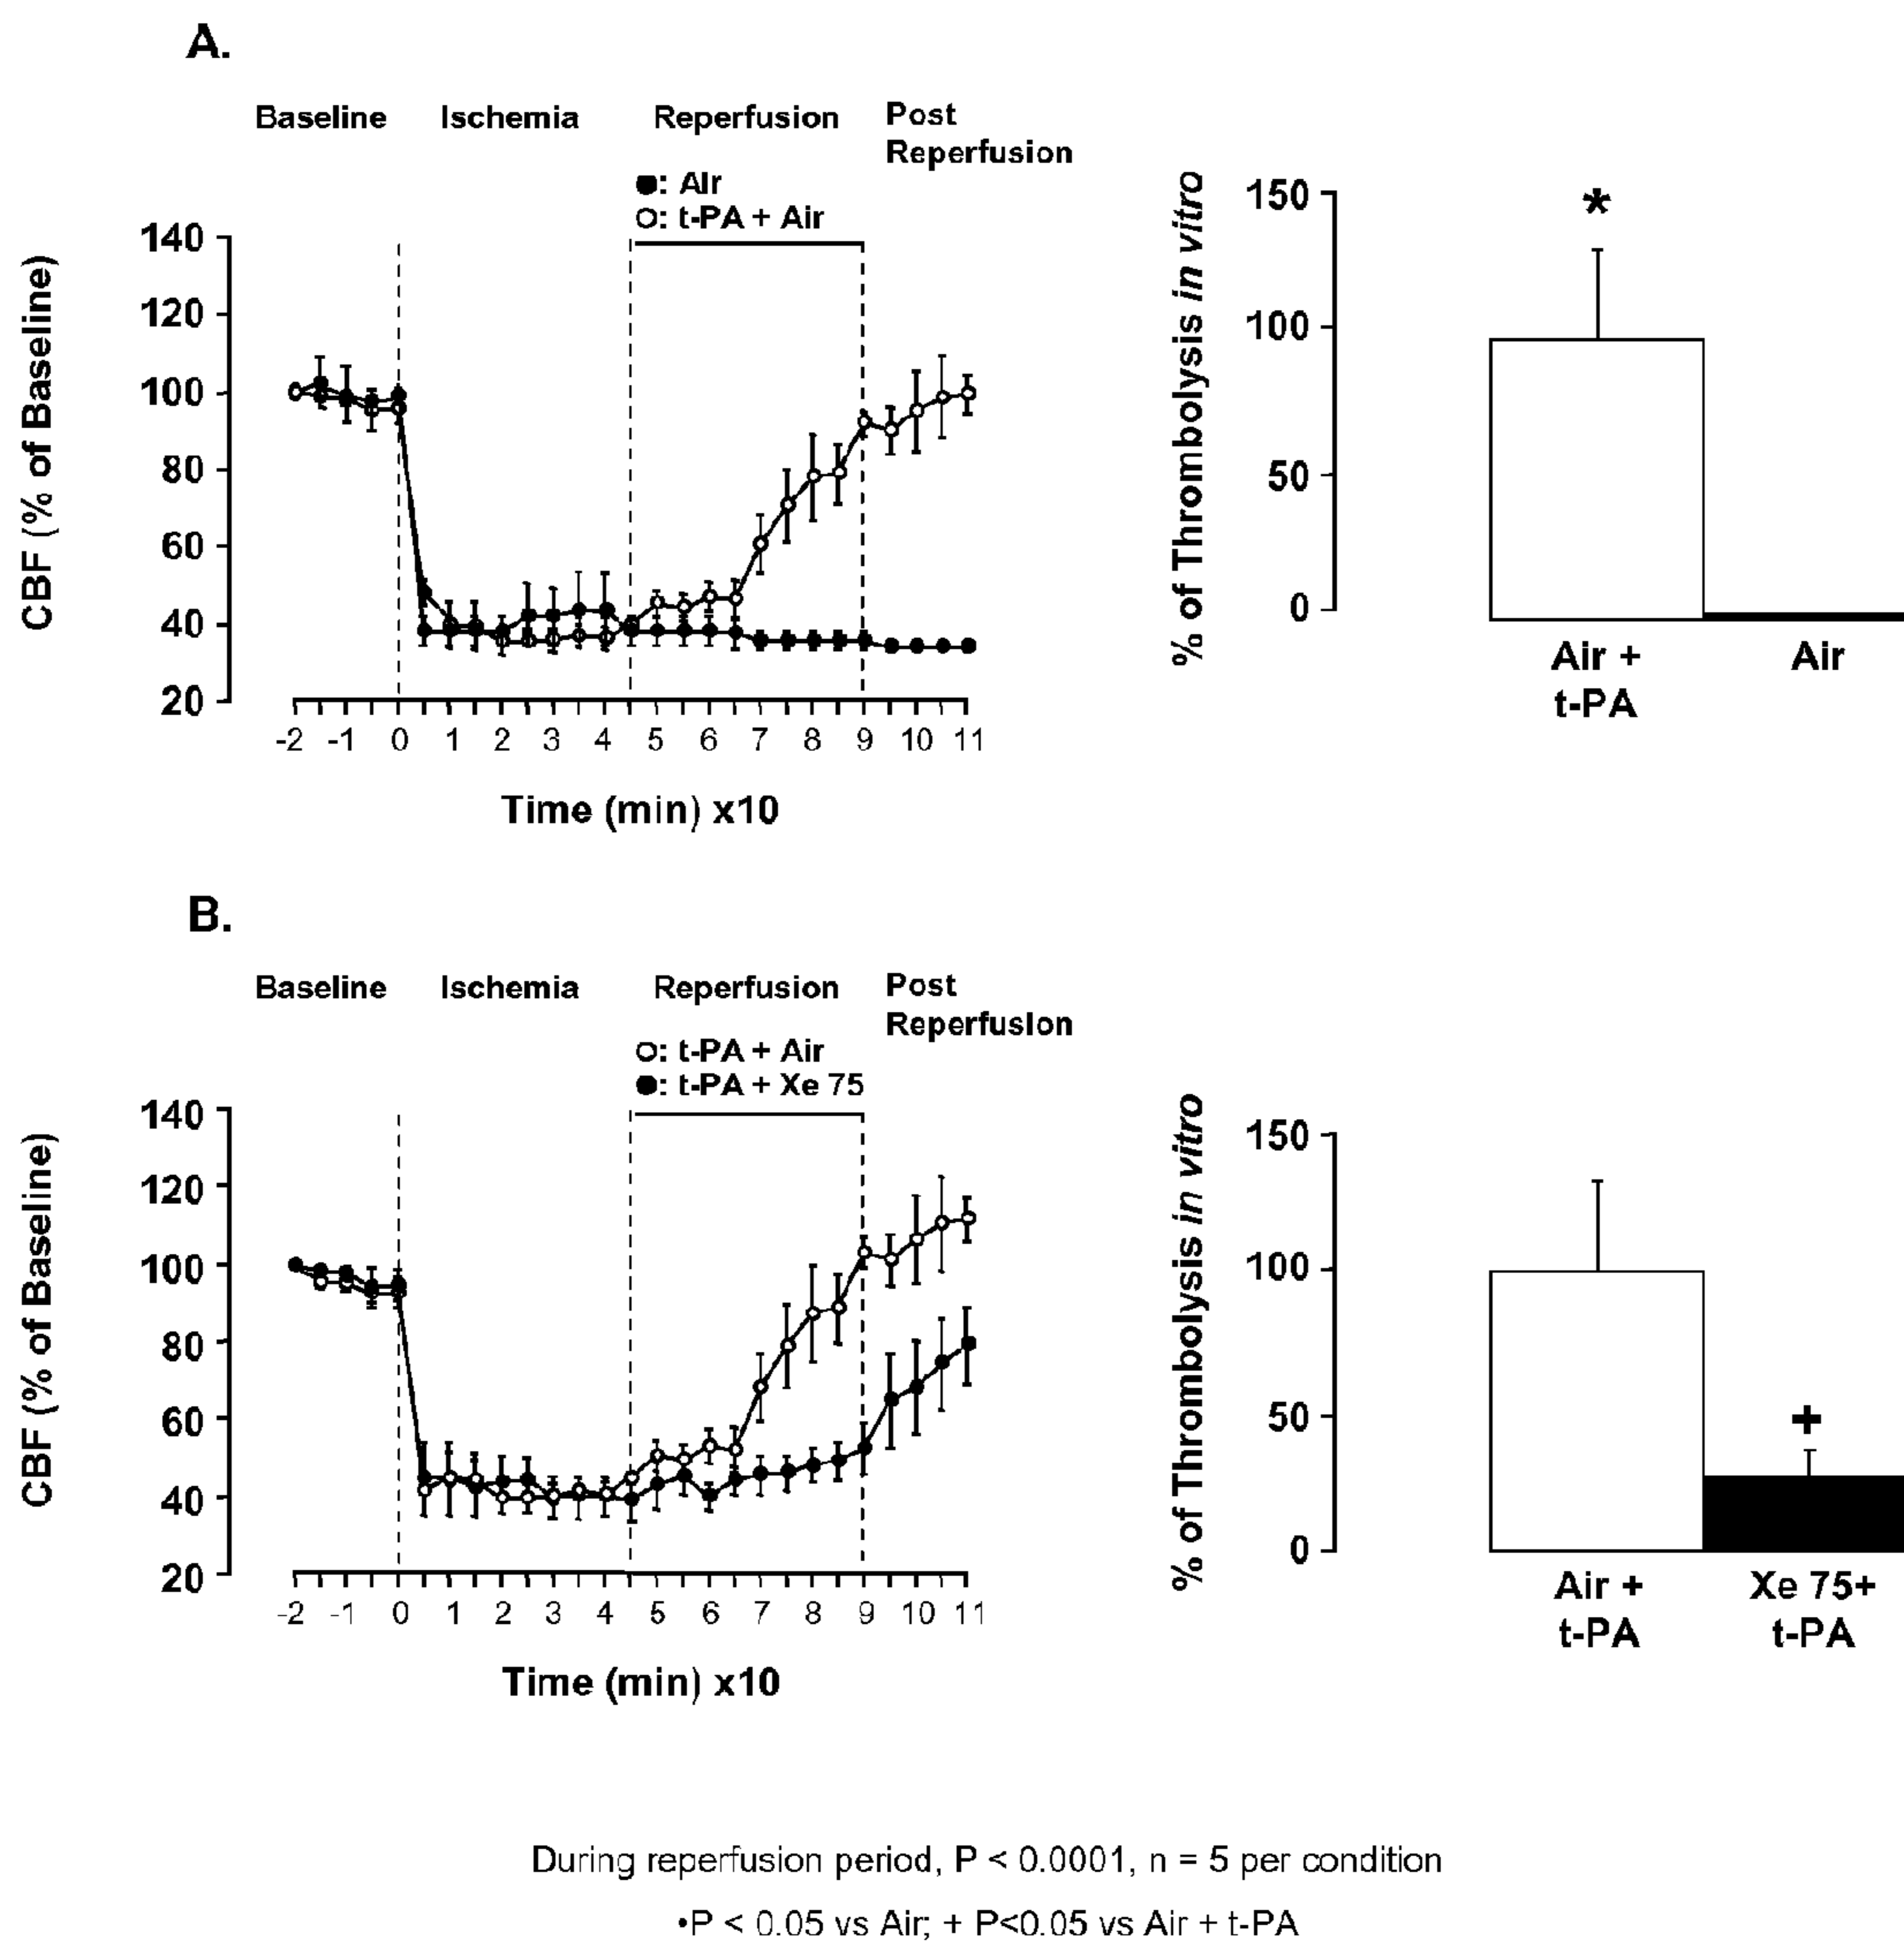 A.
Baseline Ischemia Reperfusion Post
Reperfusion
●: Air
○: t-PA + Air
CBF (% of Baseline)
140
120
100
80
60
40
20
-2 -1 0 1 2 3 4 5 6 7 8 9 10 11
Time (min) x10
% of Thrombolysis in vitro
150
100
50
0
*
Air + t-PA
Air
B.
Baseline Ischemia Reperfusion Post
Reperfusion
○: t-PA + Air
●: t-PA + Xe 75
CBF (% of Baseline)
140
120
100
80
60
40
20
-2 -1 0 1 2 3 4 5 6 7 8 9 10 11
Time (min) x10
% of Thrombolysis in vitro
150
100
50
0
+
Air + t-PA
Xe 75+ t-PA
During reperfusion period, P < 0.0001, n = 5 per condition
•P < 0.05 vs Air; + P<0.05 vs Air + t-PA